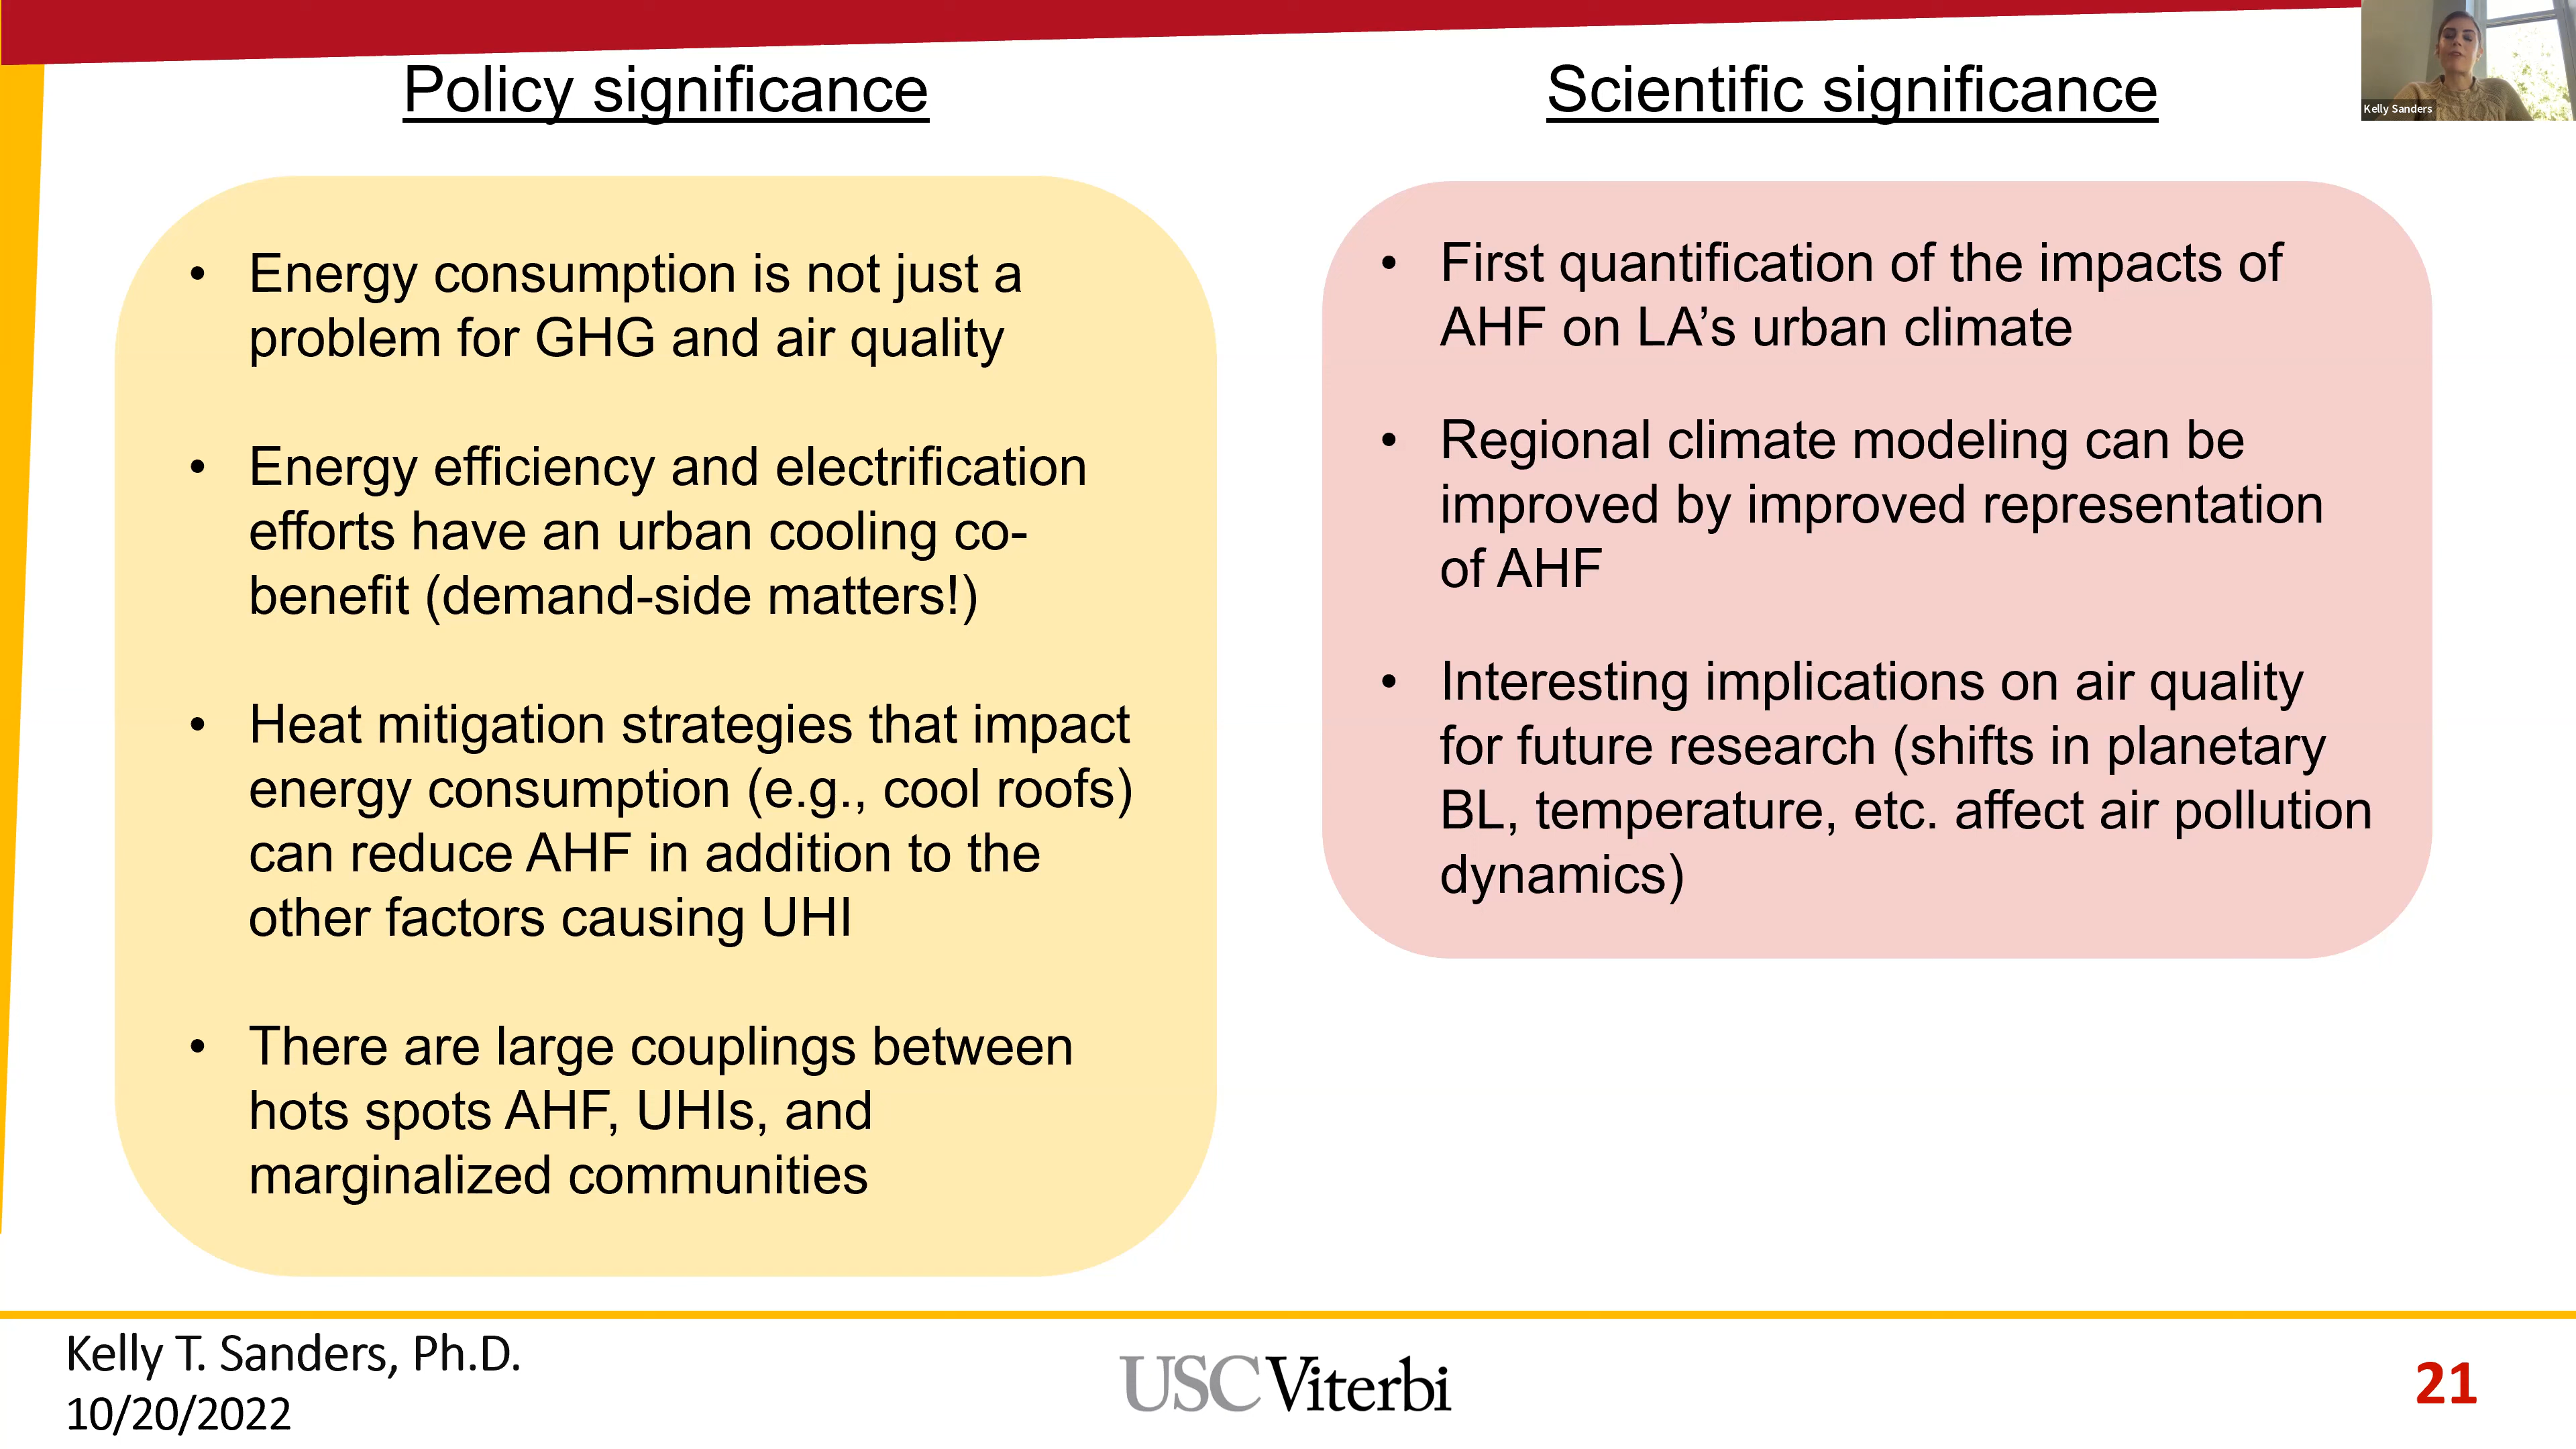 Policy significance
• Energy consumption is not just a
problem for GHG and air quality
• Energy efficiency and electrification
efforts have an urban cooling co-
benefit (demand-side matters!)
• Heat mitigation strategies that impact
energy consumption (e.g., cool roofs)
can reduce AHF in addition to the
other factors causing UHI
• There are large couplings between
hots spots AHF, UHIs, and
marginalized communities
Scientific significance
• First quantification of the impacts of
AHF on LA’s urban climate
• Regional climate modeling can be
improved by improved representation
of AHF
• Interesting implications on air quality
for future research (shifts in planetary
BL, temperature, etc. affect air pollution
dynamics)
Kelly Sanders
Kelly T. Sanders, Ph.D.
10/20/2022
USC Viterbi
21